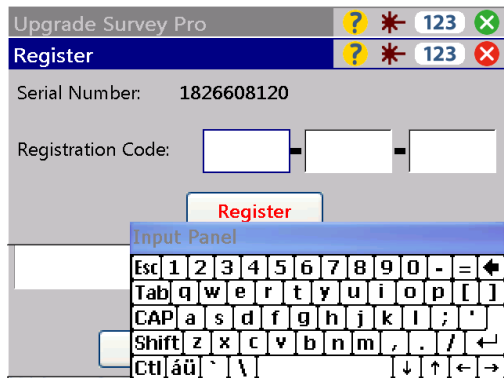 Upgrade Survey Pro ? 123
Register ? 123
Serial Number: 1826608120
Registration Code: - -
Register
Input Panel
Esc 1 2 3 4 5 6 7 8 9 0 - =
Tab q w e r t y u i o p [ ]
CAP a s d f g h j k l ; '
Shift z x c v b n m , . /
Ctl áü ` \